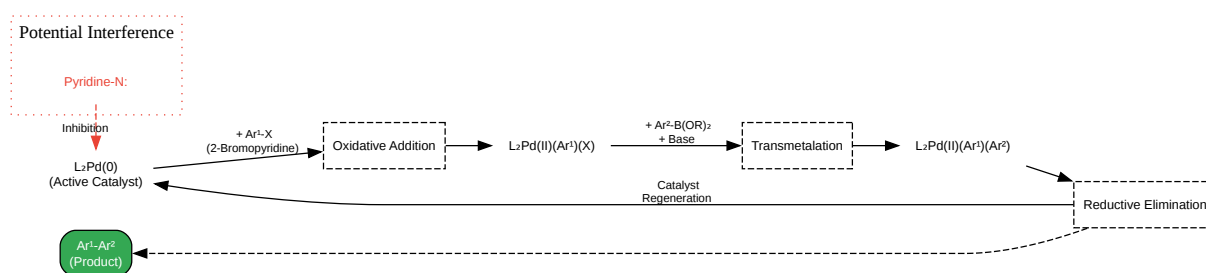 Potential Interference
Pyridine-N:
Inhibition
L₂Pd(0)
(Active Catalyst)
+ Ar¹-X
(2-Bromopyridine)
Oxidative Addition
L₂Pd(II)(Ar¹)(X)
+ Ar²-B(OR)₂
+ Base
Transmetalation
L₂Pd(II)(Ar¹)(Ar²)
Catalyst
Regeneration
Reductive Elimination
Ar¹-Ar²
(Product)